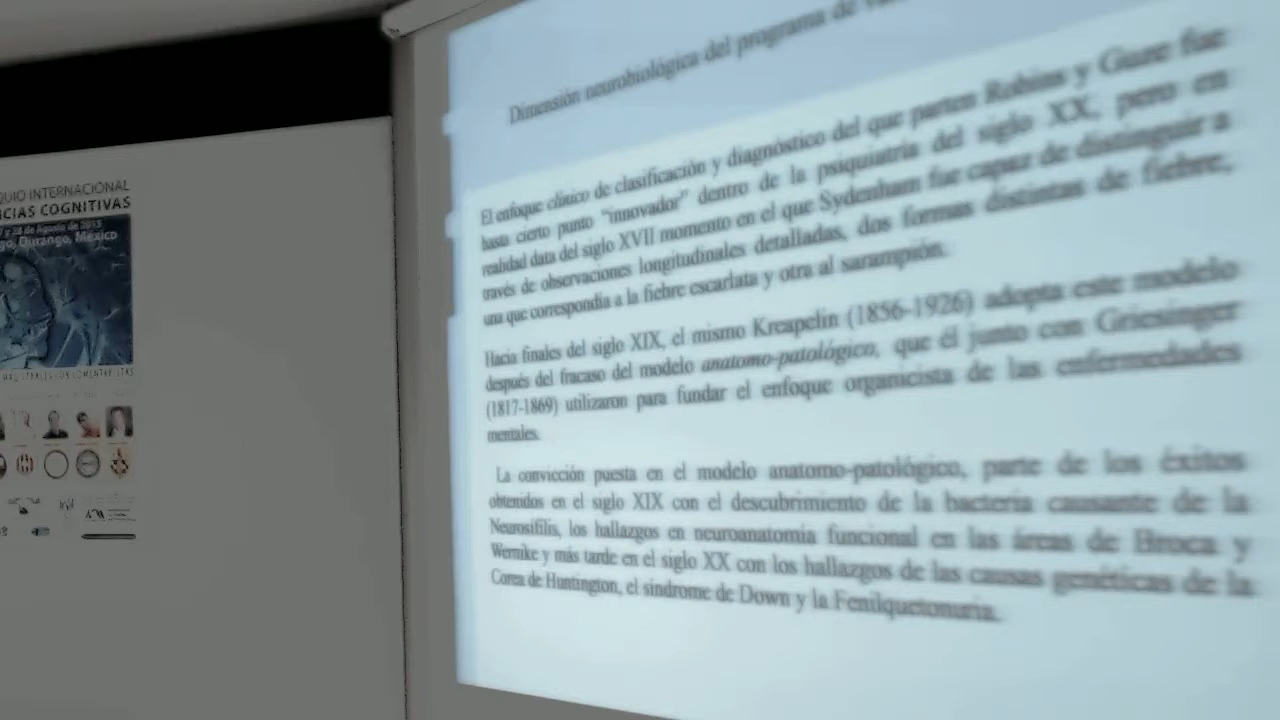 QUIO INTERNACIONAL
CIAS COGNITIVAS
de Agosto de 2015
go, Durango, México
Dimensión neurobiológica del programa de
El enfoque clínico de clasificación y diagnóstico del que parten Robins y Guze fue
hasta cierto punto "innovador" dentro de la psiquiatría del siglo XX, pero en
realidad data del siglo XVII momento en el que Sydenham fue capaz de distinguir a
través de observaciones longitudinales detalladas, dos formas distintas de fiebre,
una que correspondía a la fiebre escarlata y otra al sarampión.
Hacia finales del siglo XIX, el mismo Kreapelin (1856-1926) adopta este modelo
después del fracaso del modelo anatomo-patológico, que él junto con Griesinger
(1817-1869) utilizaron para fundar el enfoque organicista de las enfermedades
mentales.
La convicción puesta en el modelo anatomo-patológico, parte de los éxitos
obtenidos en el siglo XIX con el descubrimiento de la bacteria causante de la
Neurosífilis, los hallazgos en neuroanatomía funcional en las áreas de Broca y
Wernike y más tarde en el siglo XX con los hallazgos de las causas genéticas de la
Corea de Huntington, el síndrome de Down y la Fenilquetonuria.